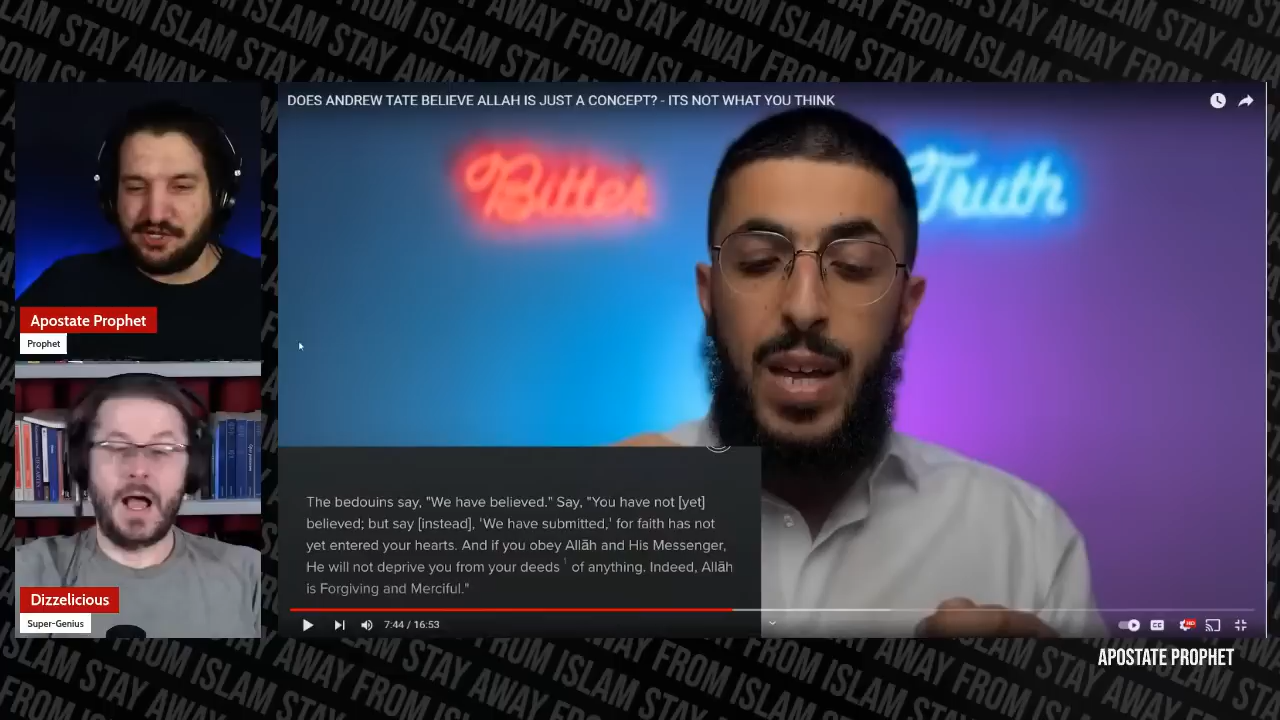 STAY AWAY FROM ISLAM
DOES ANDREW TATE BELIEVE ALLAH IS JUST A CONCEPT? - ITS NOT WHAT YOU THINK
Bitter
Truth
Apostate Prophet
Prophet
Dizzelicious
Super-Genius
The bedouins say, "We have believed." Say, "You have not [yet]
believed; but say [instead], 'We have submitted,' for faith has not
yet entered your hearts. And if you obey Allāh and His Messenger,
He will not deprive you from your deeds¹ of anything. Indeed, Allāh
is Forgiving and Merciful."
7:44 / 16:53
CC
HD
APOSTATE PROPHET